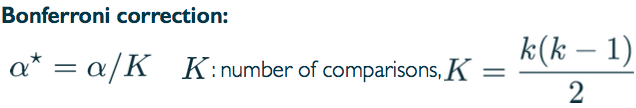 Bonferroni correction:
α* = α/K K: number of comparisons, K = k(k − 1) / 2